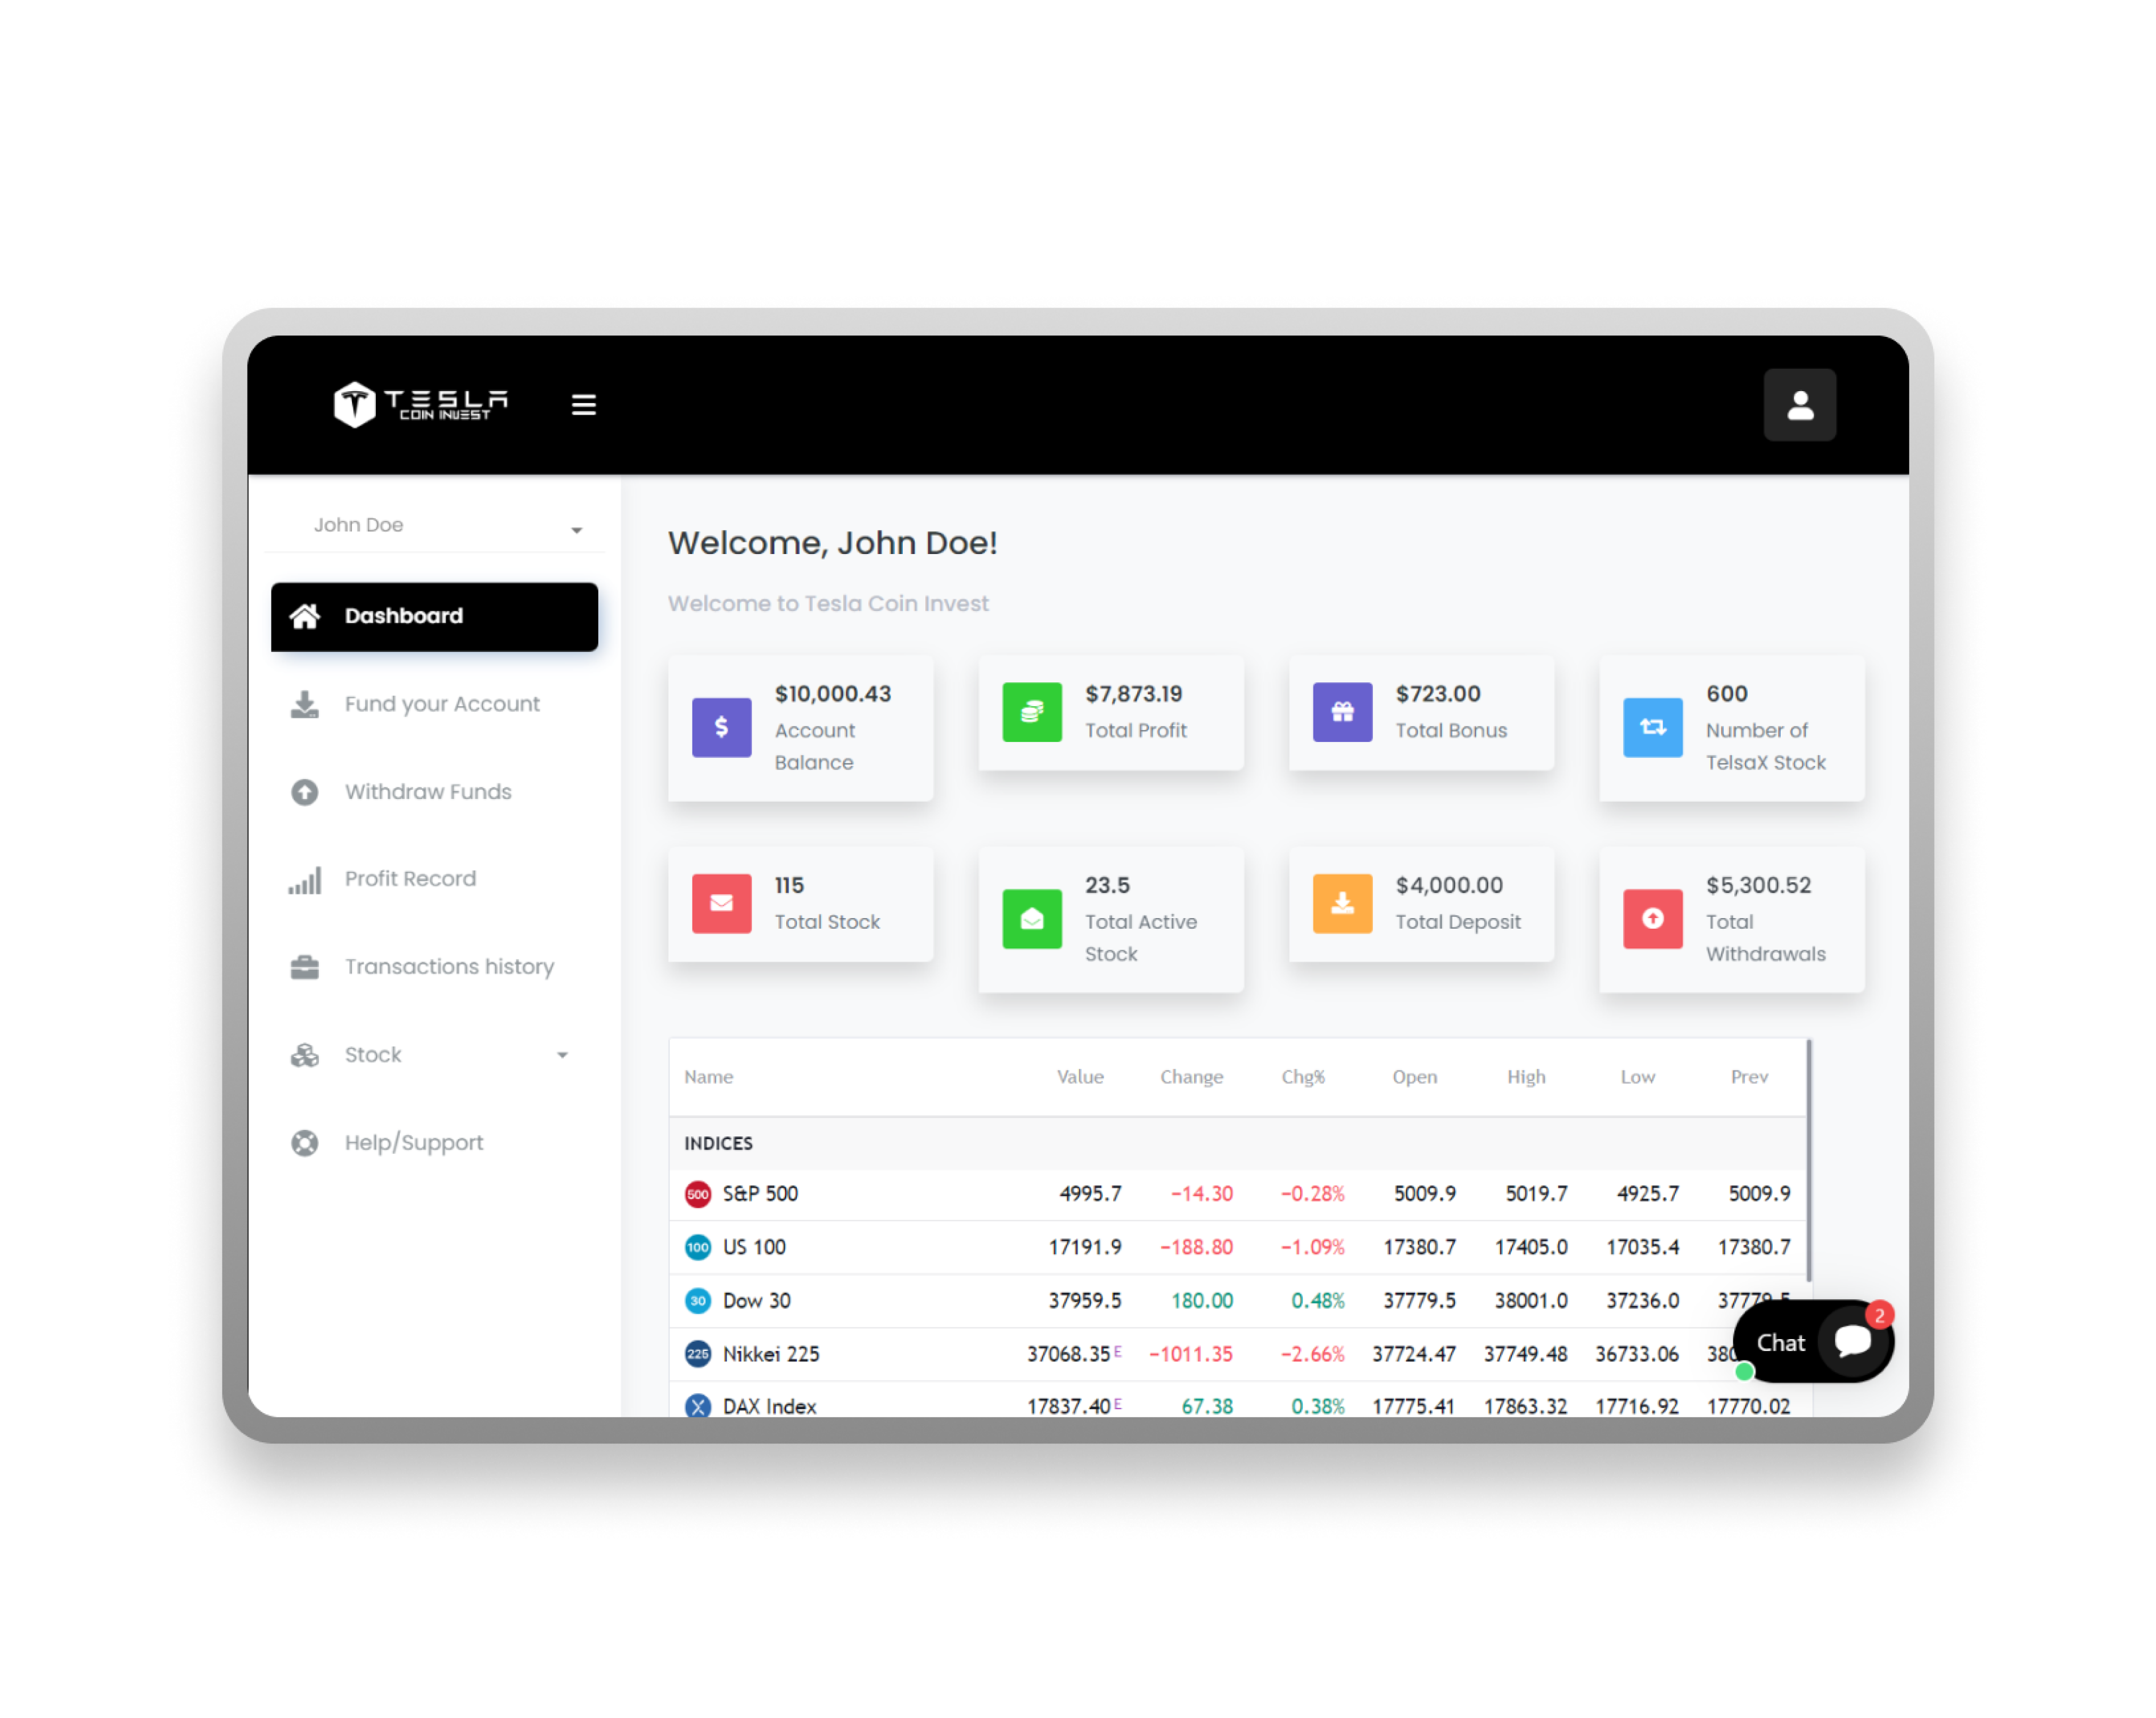 TESLA
COIN INVEST
John Doe
Dashboard
Fund your Account
Withdraw Funds
Profit Record
Transactions history
Stock
Help/Support
Welcome, John Doe!
Welcome to Tesla Coin Invest
$10,000.43
Account
Balance
$7,873.19
Total Profit
$723.00
Total Bonus
600
Number of
TelsaX Stock
115
Total Stock
23.5
Total Active
Stock
$4,000.00
Total Deposit
$5,300.52
Total
Withdrawals
Name Value Change Chg% Open High Low Prev
INDICES
500 S&P 500 4995.7 −14.30 −0.28% 5009.9 5019.7 4925.7 5009.9
100 US 100 17191.9 −188.80 −1.09% 17380.7 17405.0 17035.4 17380.7
30 Dow 30 37959.5 180.00 0.48% 37779.5 38001.0 37236.0 37779.5
225 Nikkei 225 37068.35 E −1011.35 −2.66% 37724.47 37749.48 36733.06
DAX Index 17837.40 E 67.38 0.38% 17775.41 17863.32 17716.92 17770.02
Chat
2